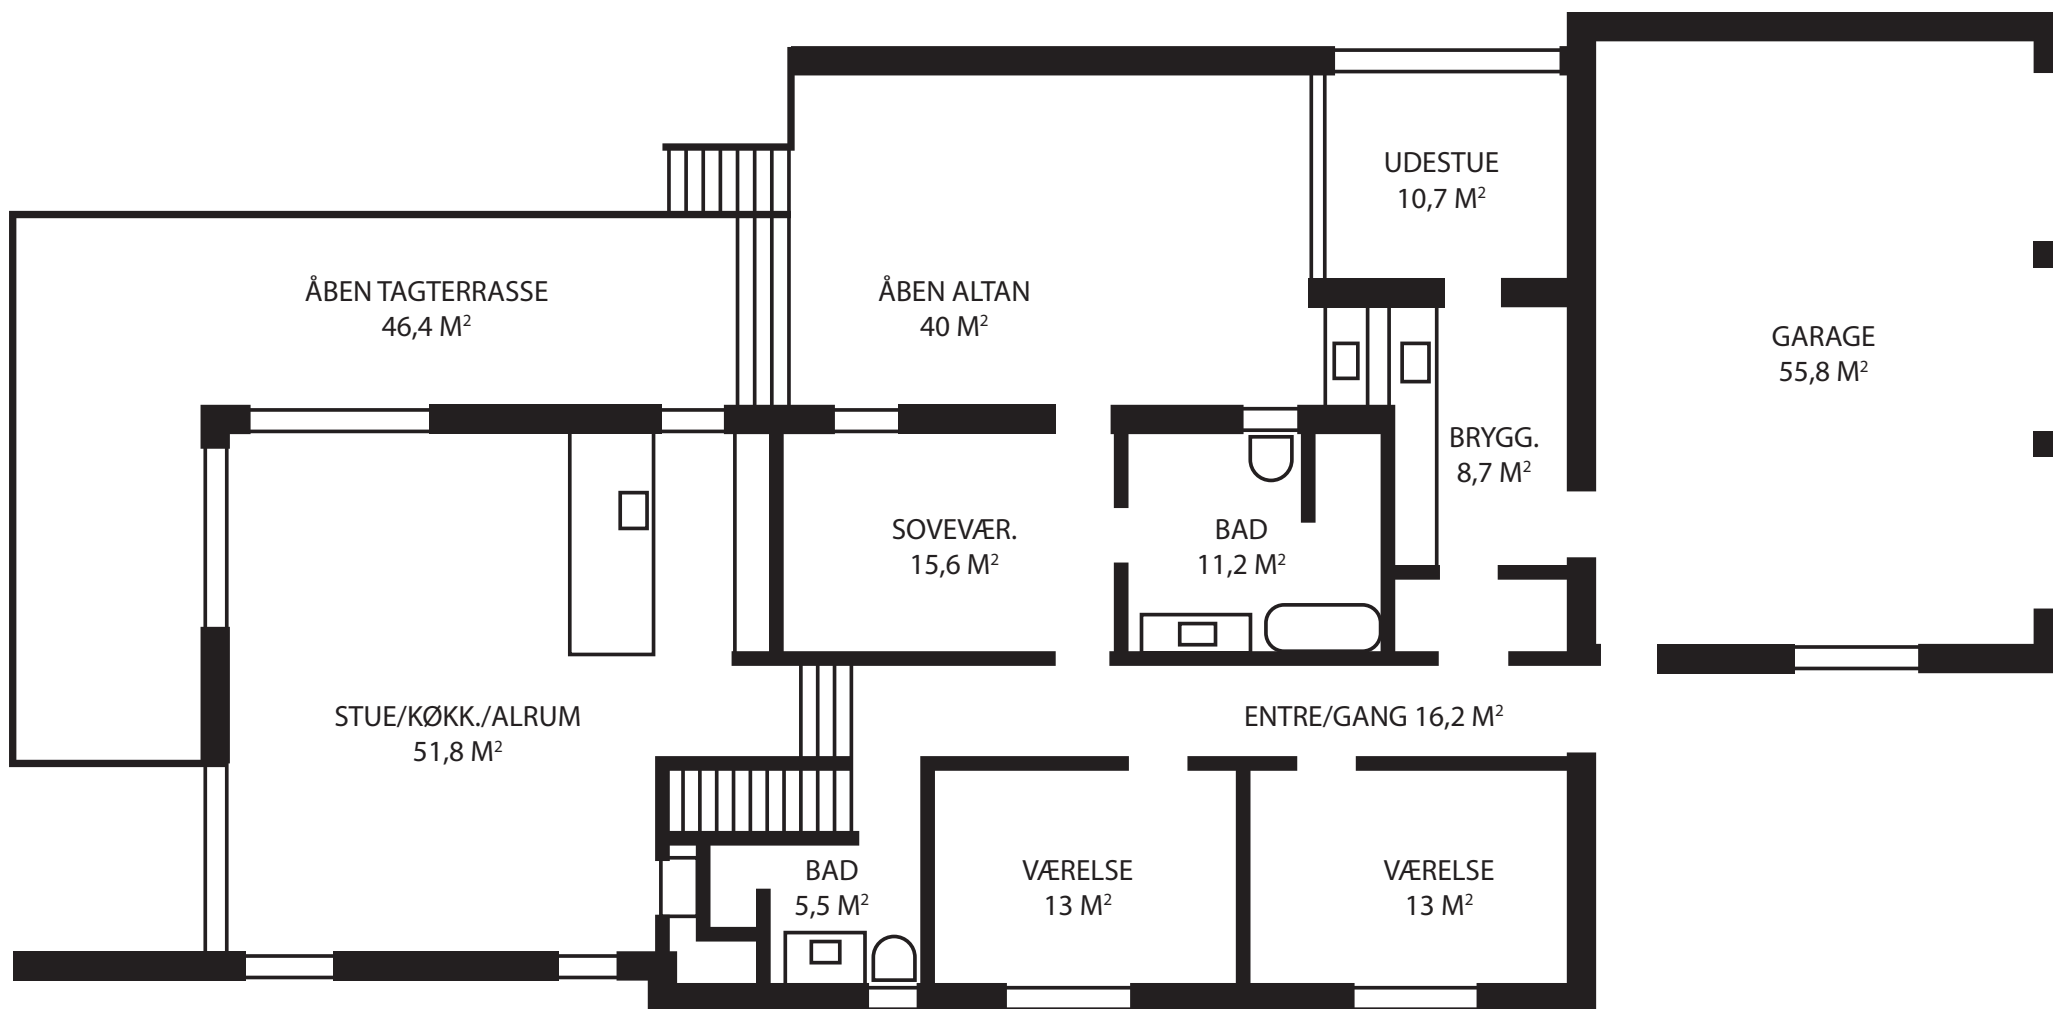 UDESTUE
10,7 M²
ÅBEN TAGTERRASSE
46,4 M²
ÅBEN ALTAN
40 M²
GARAGE
55,8 M²
BRYGG.
8,7 M²
SOVEVÆR.
15,6 M²
BAD
11,2 M²
STUE/KØKK./ALRUM
51,8 M²
ENTRE/GANG 16,2 M²
BAD
5,5 M²
VÆRELSE
13 M²
VÆRELSE
13 M²